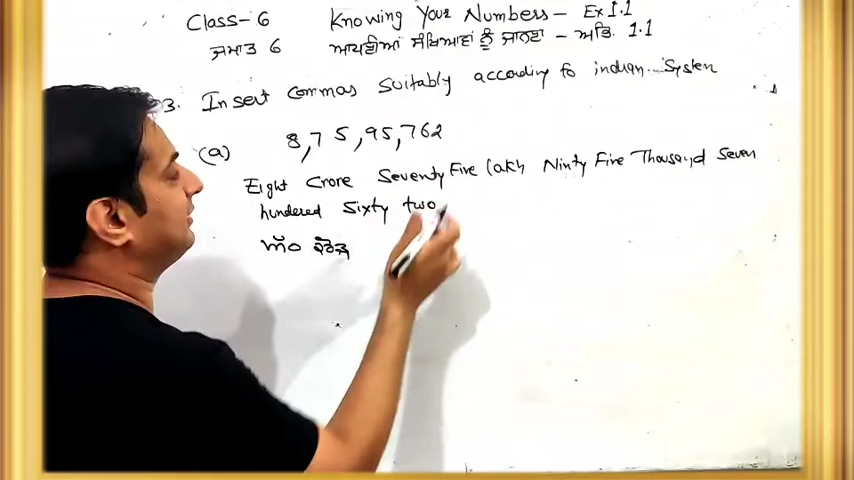 Class-6 Knowing Your Numbers - Ex 1.1
ਜਮਾਤ 6 ਆਪਣੀਆਂ ਸੰਖਿਆਵਾਂ ਨੂੰ ਜਾਨਣਾ - ਅਭਿ. 1.1
3. Insert commas suitably according to indian System
(a) 8,75,95,762
Eight Crore Seventy Five Lakh Ninty Five Thousand Seven
hundered Sixty two
ਅੱਠ ਕਰੋੜ